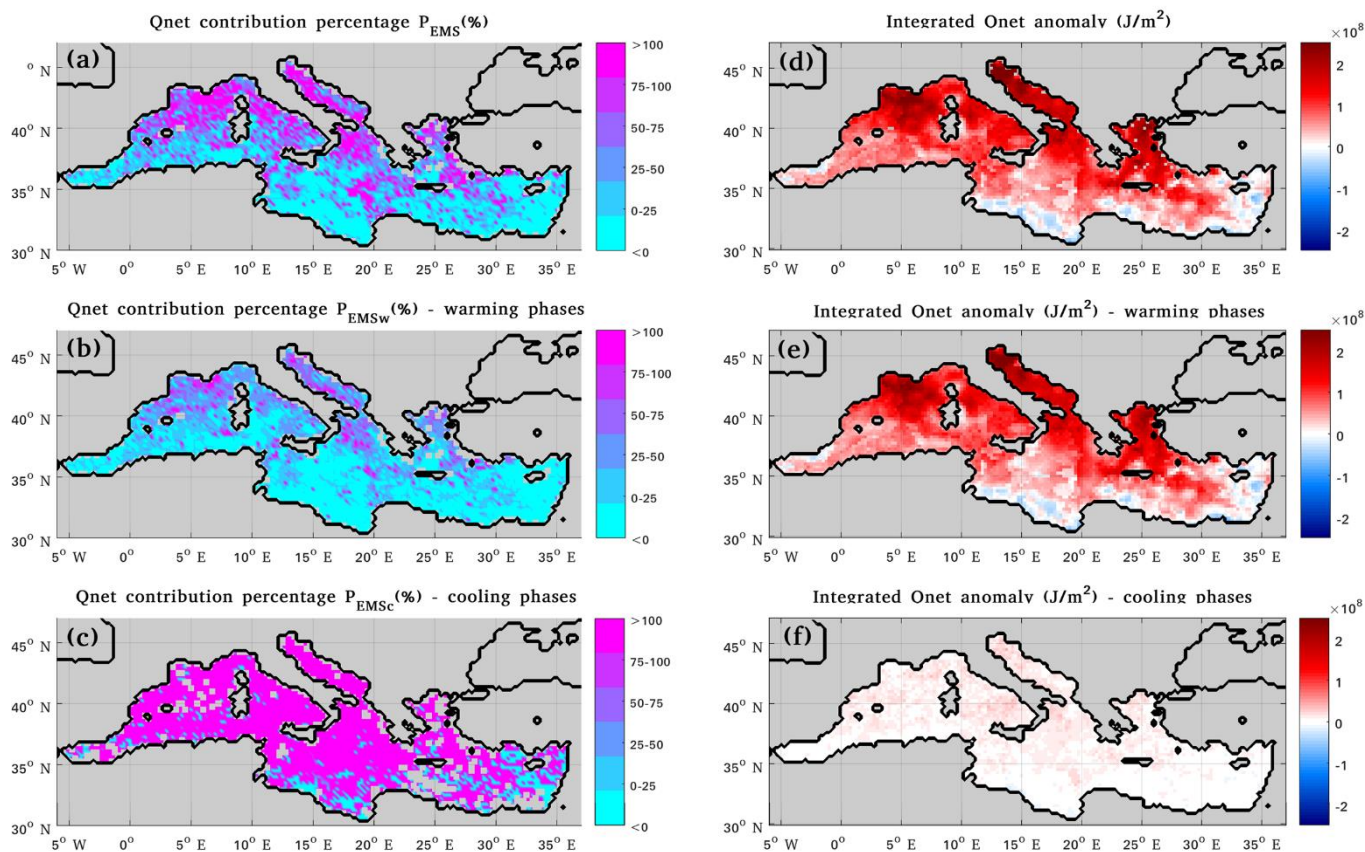 Qnet contribution percentage P_EMS(%)
(a)
>100
75-100
50-75
25-50
0-25
<0
° N
40° N
35° N
30° N
5° W 0° 5° E 10° E 15° E 20° E 25° E 30° E 35° E
Integrated Qnet anomaly (J/m²)
(d)
×10⁸
2
1
0
-1
-2
45° N
40° N
35° N
30° N
5° W 0° 5° E 10° E 15° E 20° E 25° E 30° E 35° E
Qnet contribution percentage P_EMSw(%) - warming phases
(b)
>100
75-100
50-75
25-50
0-25
<0
45° N
40° N
35° N
30° N
5° W 0° 5° E 10° E 15° E 20° E 25° E 30° E 35° E
Integrated Qnet anomaly (J/m²) - warming phases
(e)
×10⁸
2
1
0
-1
-2
45° N
40° N
35° N
30° N
5° W 0° 5° E 10° E 15° E 20° E 25° E 30° E 35° E
Qnet contribution percentage P_EMSc(%) - cooling phases
(c)
>100
75-100
50-75
25-50
0-25
<0
45° N
40° N
35° N
30° N
5° W 0° 5° E 10° E 15° E 20° E 25° E 30° E 35° E
Integrated Qnet anomaly (J/m²) - cooling phases
(f)
×10⁸
2
1
0
-1
-2
45° N
40° N
35° N
30° N
5° W 0° 5° E 10° E 15° E 20° E 25° E 30° E 35° E